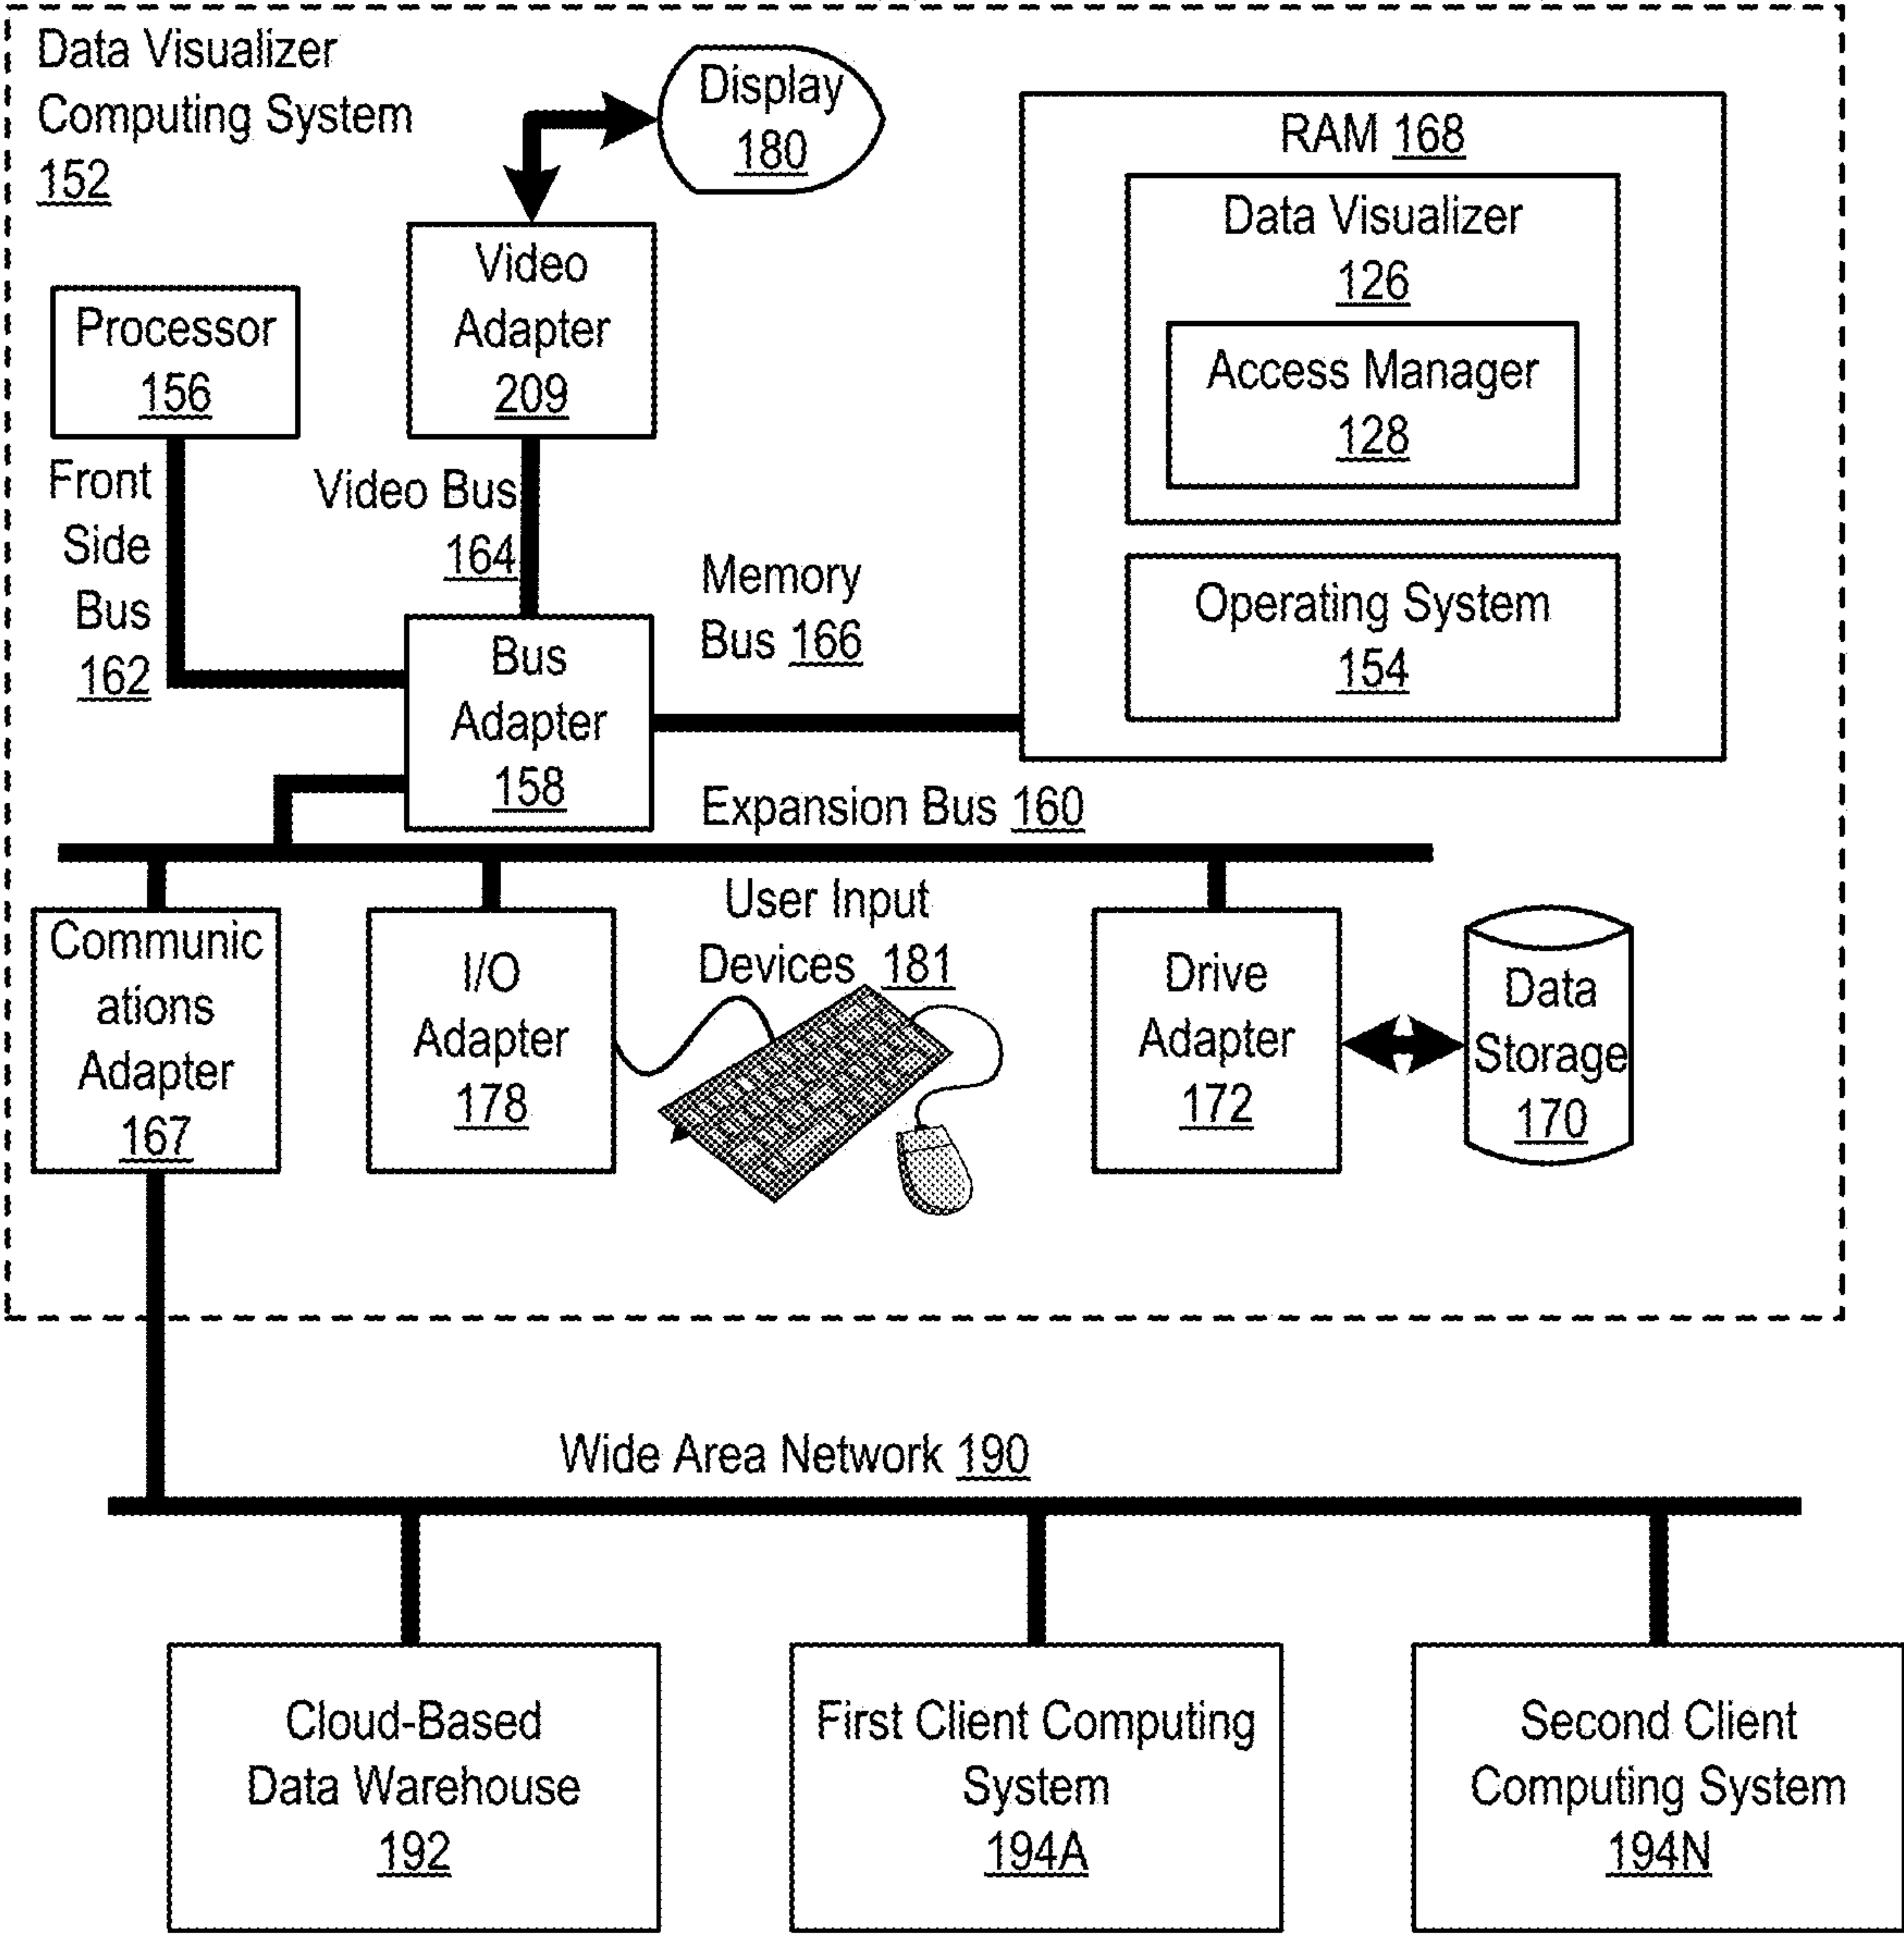 Data Visualizer
Computing System
152
Display
180
Video
Adapter
209
Processor
156
RAM 168
Data Visualizer
126
Access Manager
128
Operating System
154
Front
Side
Bus
162
Video Bus
164
Memory
Bus 166
Bus
Adapter
158
Expansion Bus 160
Communic
ations
Adapter
167
I/O
Adapter
178
User Input
Devices 181
Drive
Adapter
172
Data
Storage
170
Wide Area Network 190
Cloud-Based
Data Warehouse
192
First Client Computing
System
194A
Second Client
Computing System
194N